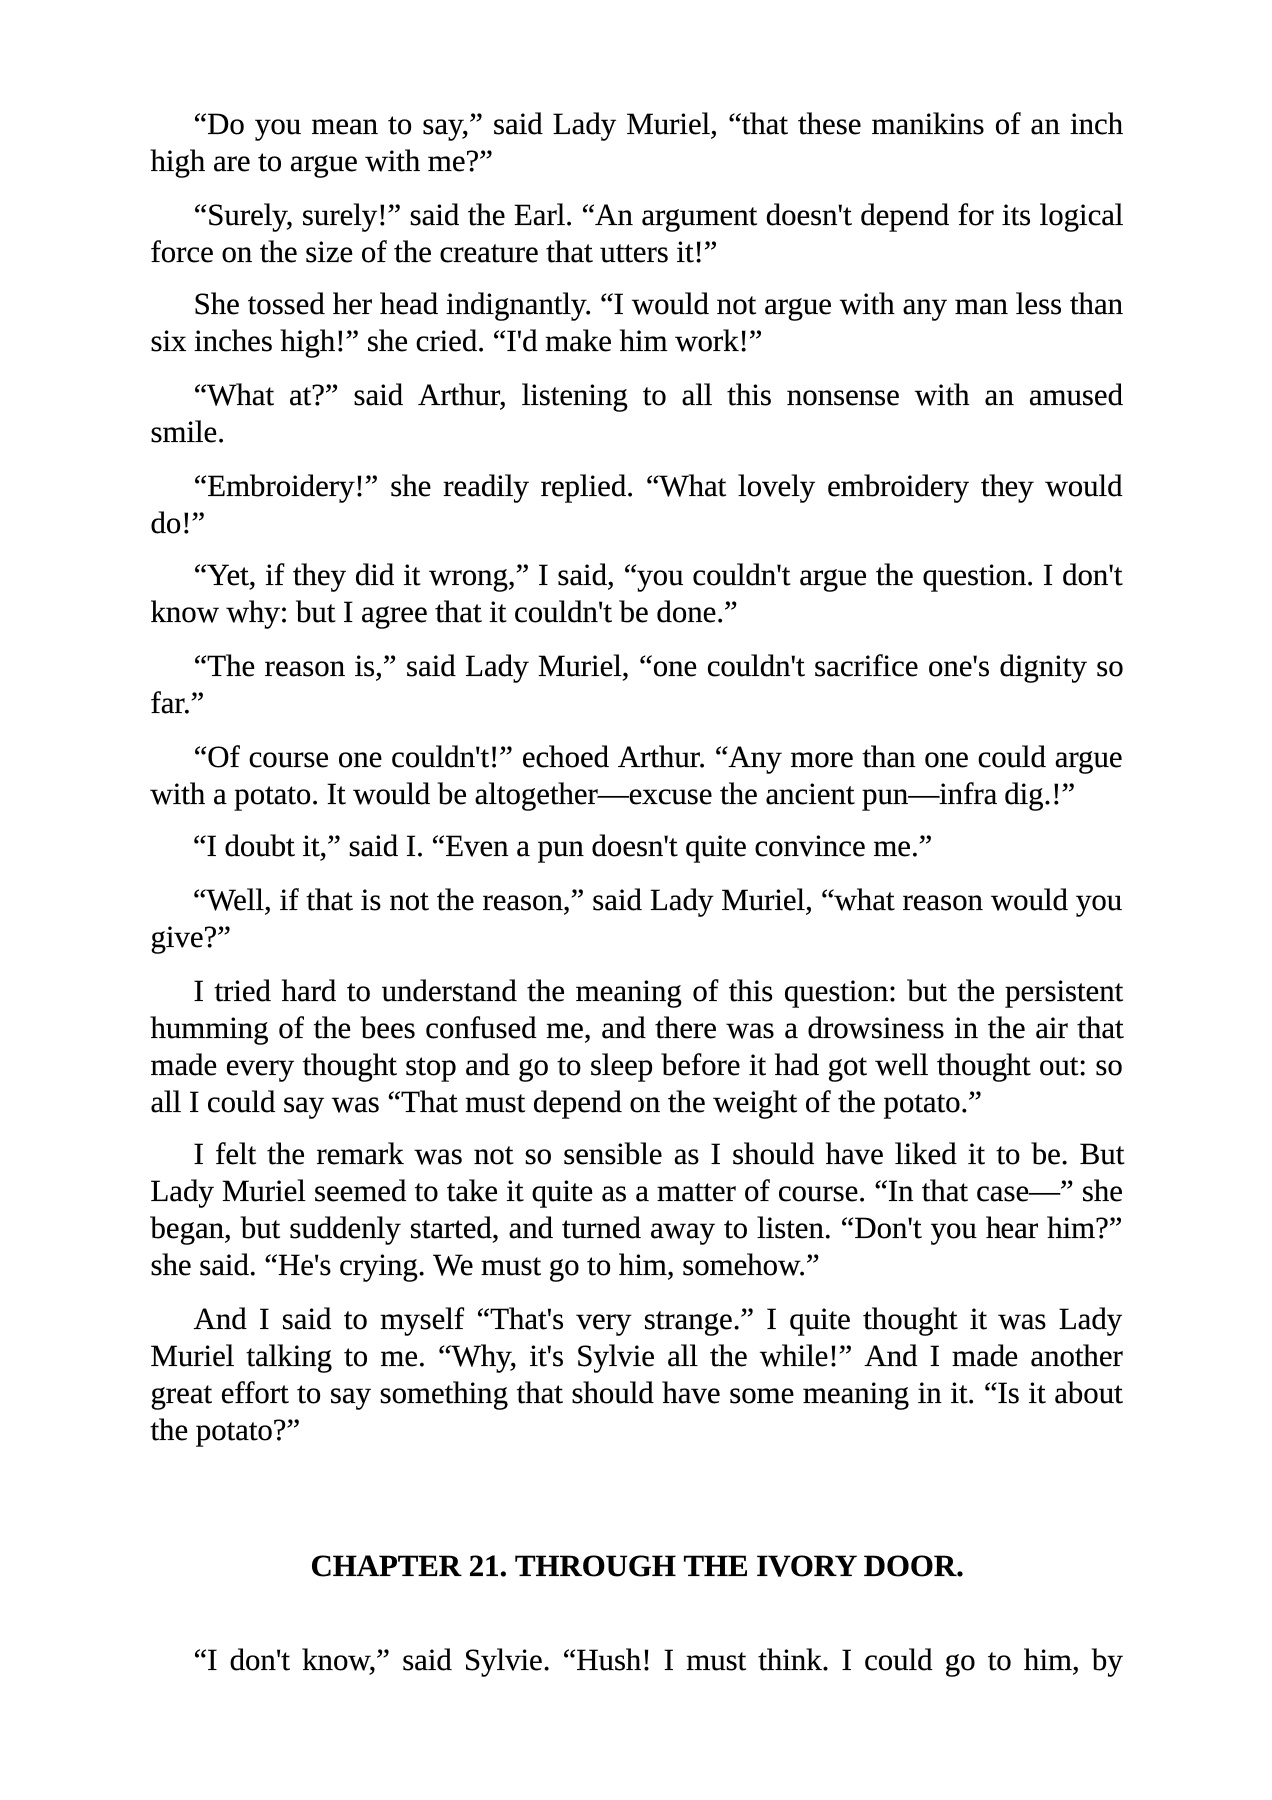 “Do you mean to say,” said Lady Muriel, “that these manikins of an inch
high are to argue with me?”
“Surely, surely!” said the Earl. “An argument doesn't depend for its logical
force on the size of the creature that utters it!”
She tossed her head indignantly. “I would not argue with any man less than
six inches high!” she cried. “I'd make him work!”
“What at?” said Arthur, listening to all this nonsense with an amused
smile.
“Embroidery!” she readily replied. “What lovely embroidery they would
do!”
“Yet, if they did it wrong,” I said, “you couldn't argue the question. I don't
know why: but I agree that it couldn't be done.”
“The reason is,” said Lady Muriel, “one couldn't sacrifice one's dignity so
far.”
“Of course one couldn't!” echoed Arthur. “Any more than one could argue
with a potato. It would be altogether—excuse the ancient pun—infra dig.!”
“I doubt it,” said I. “Even a pun doesn't quite convince me.”
“Well, if that is not the reason,” said Lady Muriel, “what reason would you
give?”
I tried hard to understand the meaning of this question: but the persistent
humming of the bees confused me, and there was a drowsiness in the air that
made every thought stop and go to sleep before it had got well thought out: so
all I could say was “That must depend on the weight of the potato.”
I felt the remark was not so sensible as I should have liked it to be. But
Lady Muriel seemed to take it quite as a matter of course. “In that case—” she
began, but suddenly started, and turned away to listen. “Don't you hear him?”
she said. “He's crying. We must go to him, somehow.”
And I said to myself “That's very strange.” I quite thought it was Lady
Muriel talking to me. “Why, it's Sylvie all the while!” And I made another
great effort to say something that should have some meaning in it. “Is it about
the potato?”
CHAPTER 21. THROUGH THE IVORY DOOR.
“I don't know,” said Sylvie. “Hush! I must think. I could go to him, by